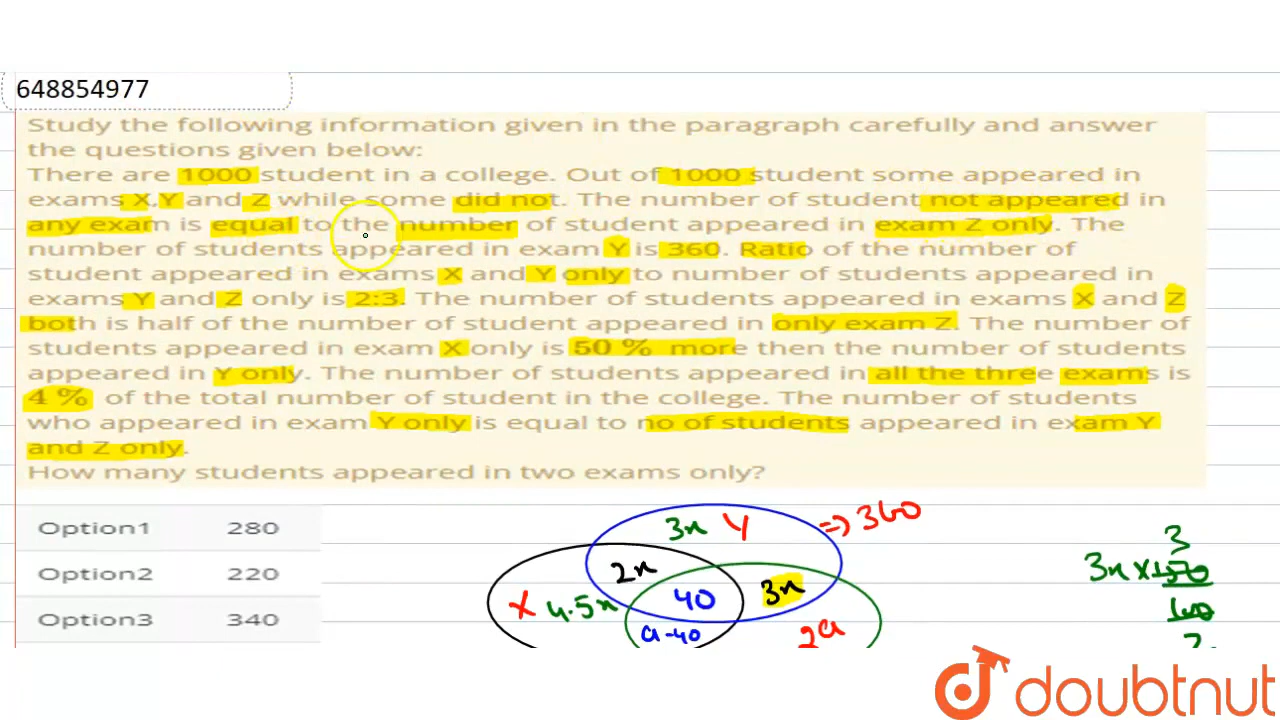 648854977
Study the following information given in the paragraph carefully and answer
the questions given below:
There are 1000 student in a college. Out of 1000 student some appeared in
exams X,Y and Z while some did not. The number of student not appeared in
any exam is equal to the number of student appeared in exam Z only. The
number of students appeared in exam Y is 360. Ratio of the number of
student appeared in exams X and Y only to number of students appeared in
exams Y and Z only is 2:3. The number of students appeared in exams X and Z
both is half of the number of student appeared in only exam Z. The number of
students appeared in exam X only is 50 % more then the number of students
appeared in Y only. The number of students appeared in all the three exams is
4 % of the total number of student in the college. The number of students
who appeared in exam Y only is equal to no of students appeared in exam Y
and Z only.
How many students appeared in two exams only?
Option1 280
Option2 220
Option3 340
3x Y => 360
2x
X 4.5x 40 3x
a-40 2a
3
3x × 150
100
2
doubtnut